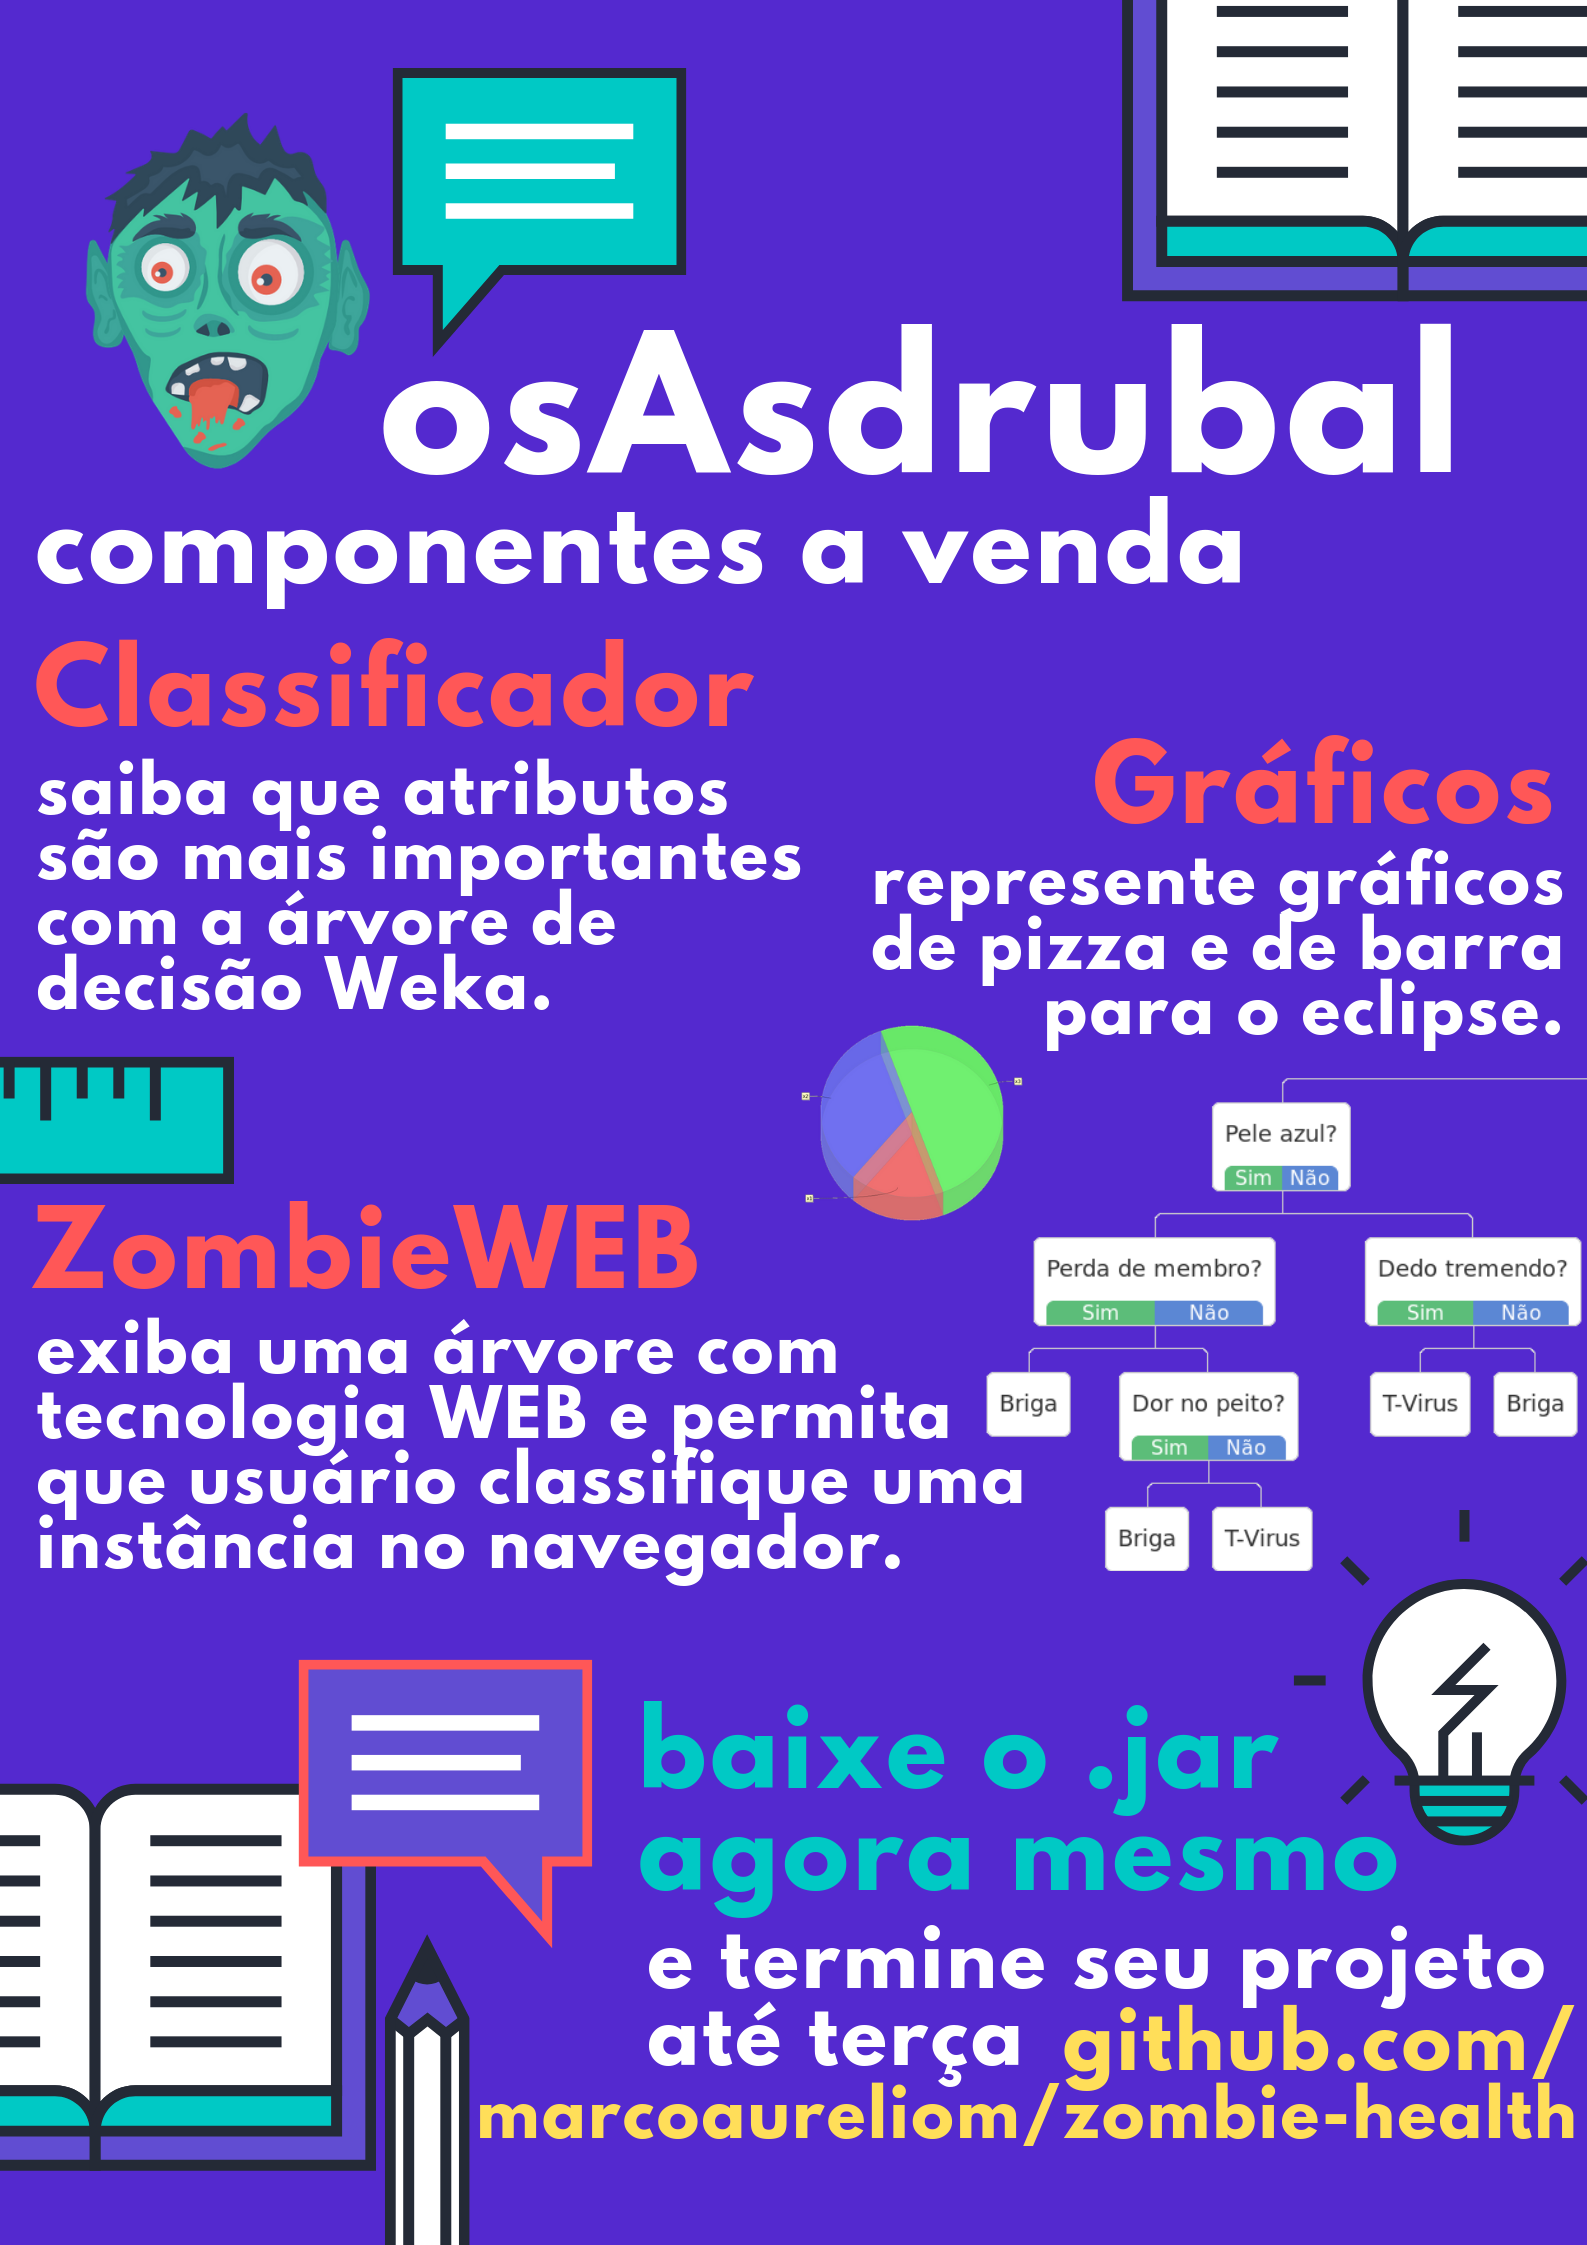 osAsdrubal
componentes a venda
Classificador
saiba que atributos
são mais importantes
com a árvore de
decisão Weka.
Gráficos
represente gráficos
de pizza e de barra
para o eclipse.
ZombieWEB
exiba uma árvore com
tecnologia WEB e permita
que usuário classifique uma
instância no navegador.
Pele azul?
Sim Não
Perda de membro?
Sim Não
Dedo tremendo?
Sim Não
Briga
Dor no peito?
Sim Não
T-Virus
Briga
Briga
T-Virus
baixe o .jar
agora mesmo
e termine seu projeto
até terça github.com/
marcoaureliom/zombie-health